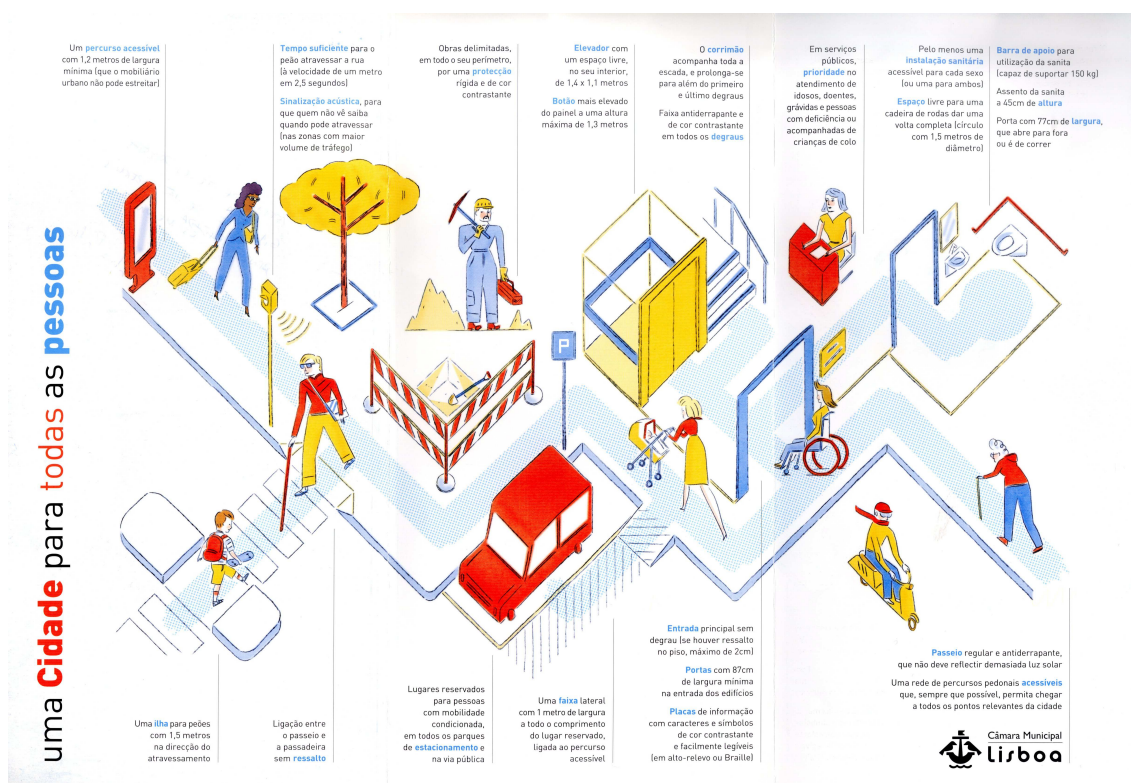 uma Cidade para todas as pessoas
Um percurso acessível
com 1,2 metros de largura
mínima (que o mobiliário
urbano não pode estreitar)
Tempo suficiente para o
peão atravessar a rua
(à velocidade de um metro
em 2,5 segundos)
Sinalização acústica, para
que quem não vê saiba
quando pode atravessar
(nas zonas com maior
volume de tráfego)
Obras delimitadas,
em todo o seu perímetro,
por uma protecção
rígida e de cor
contrastante
Elevador com
um espaço livre,
no seu interior,
de 1,4 x 1,1 metros
Botão mais elevado
do painel a uma altura
máxima de 1,3 metros
O corrimão
acompanha toda a
escada, e prolonga-se
para além do primeiro
e último degraus
Faixa antiderrapante e
de cor contrastante
em todos os degraus
Em serviços
públicos,
prioridade no
atendimento de
idosos, doentes,
grávidas e pessoas
com deficiência ou
acompanhadas de
crianças de colo
Pelo menos uma
instalação sanitária
acessível para cada sexo
(ou uma para ambos)
Espaço livre para uma
cadeira de rodas dar uma
volta completa (círculo
com 1,5 metros de
diâmetro)
Barra de apoio para
utilização da sanita
(capaz de suportar 150 kg)
Assento da sanita
a 45cm de altura
Porta com 77cm de largura,
que abre para fora
ou é de correr
P
Uma ilha para peões
com 1,5 metros
na direcção do
atravessamento
Ligação entre
o passeio e
a passadeira
sem ressalto
Lugares reservados
para pessoas
com mobilidade
condicionada,
em todos os parques
de estacionamento e
na via pública
Uma faixa lateral
com 1 metro de largura
a todo o comprimento
do lugar reservado,
ligada ao percurso
acessível
Entrada principal sem
degrau (se houver ressalto
no piso, máximo de 2cm)
Portas com 87cm
de largura mínima
na entrada dos edifícios
Placas de informação
com caracteres e símbolos
de cor contrastante
e facilmente legíveis
(em alto-relevo ou Braille)
Passeio regular e antiderrapante,
que não deve reflectir demasiada luz solar
Uma rede de percursos pedonais acessíveis
que, sempre que possível, permita chegar
a todos os pontos relevantes da cidade
Câmara Municipal
Lisboa